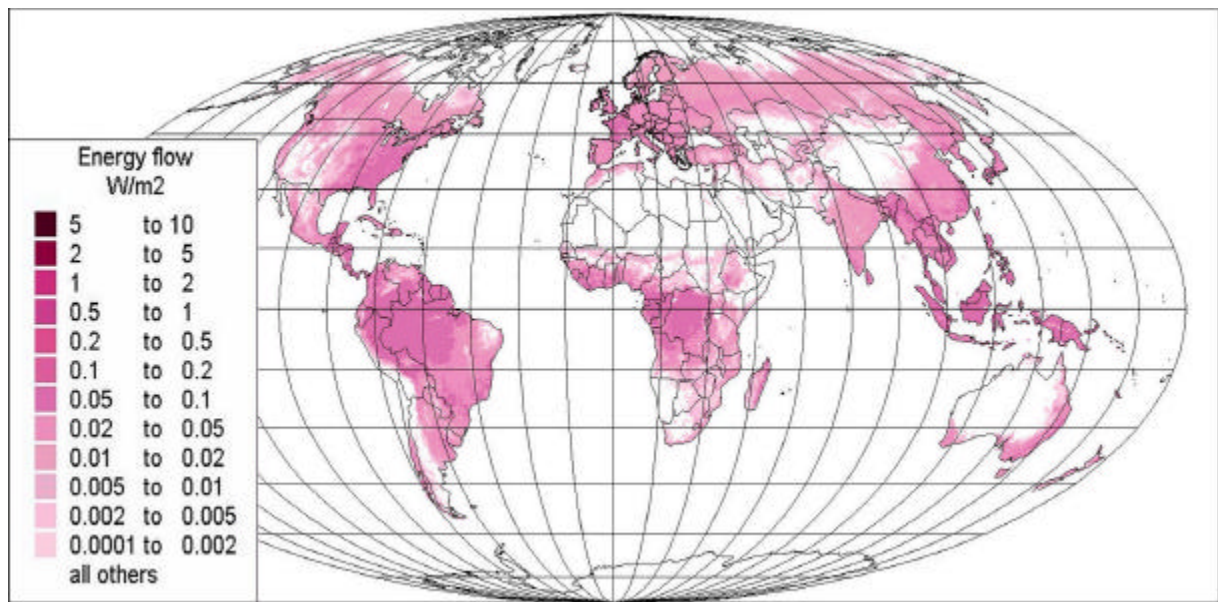 Energy flow
W/m2
5 to 10
2 to 5
1 to 2
0.5 to 1
0.2 to 0.5
0.1 to 0.2
0.05 to 0.1
0.02 to 0.05
0.01 to 0.02
0.005 to 0.01
0.002 to 0.005
0.0001 to 0.002
all others